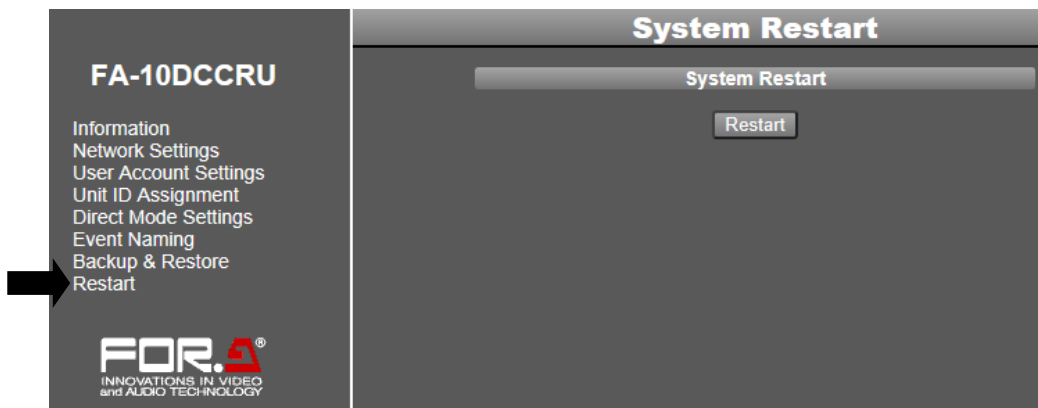 FA-10DCCRU
Information
Network Settings
User Account Settings
Unit ID Assignment
Direct Mode Settings
Event Naming
Backup & Restore
Restart
FOR.A®
INNOVATIONS IN VIDEO
and AUDIO TECHNOLOGY
System Restart
System Restart
Restart